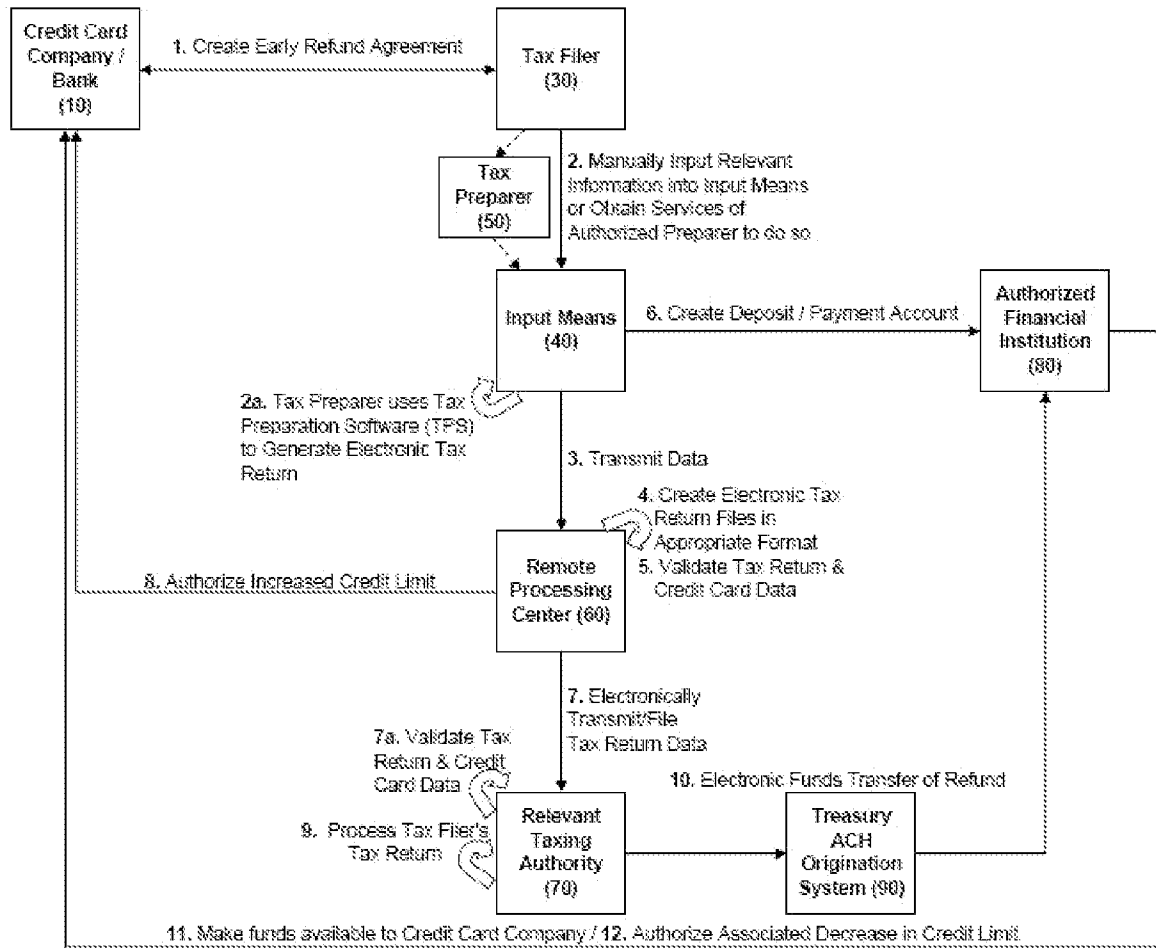 Credit Card
Company /
Bank
(10)
1. Create Early Refund Agreement
Tax Filer
(30)
Tax
Preparer
(50)
2. Manually Input Relevant
Information into Input Means
or Obtain Services of
Authorized Preparer to do so
Input Means
(40)
6. Create Deposit / Payment Account
Authorized
Financial
Institution
(80)
2a. Tax Preparer uses Tax
Preparation Software (TPS)
to Generate Electronic Tax
Return
3. Transmit Data
4. Create Electronic Tax
Return Files in
Appropriate Format
5. Validate Tax Return &
Credit Card Data
8. Authorize Increased Credit Limit
Remote
Processing
Center (60)
7. Electronically
Transmit/File
Tax Return Data
7a. Validate Tax
Return & Credit
Card Data
9. Process Tax Filer's
Tax Return
Relevant
Taxing
Authority
(70)
10. Electronic Funds Transfer of Refund
Treasury
ACH
Origination
System (90)
11. Make funds available to Credit Card Company / 12. Authorize Associated Decrease in Credit Limit